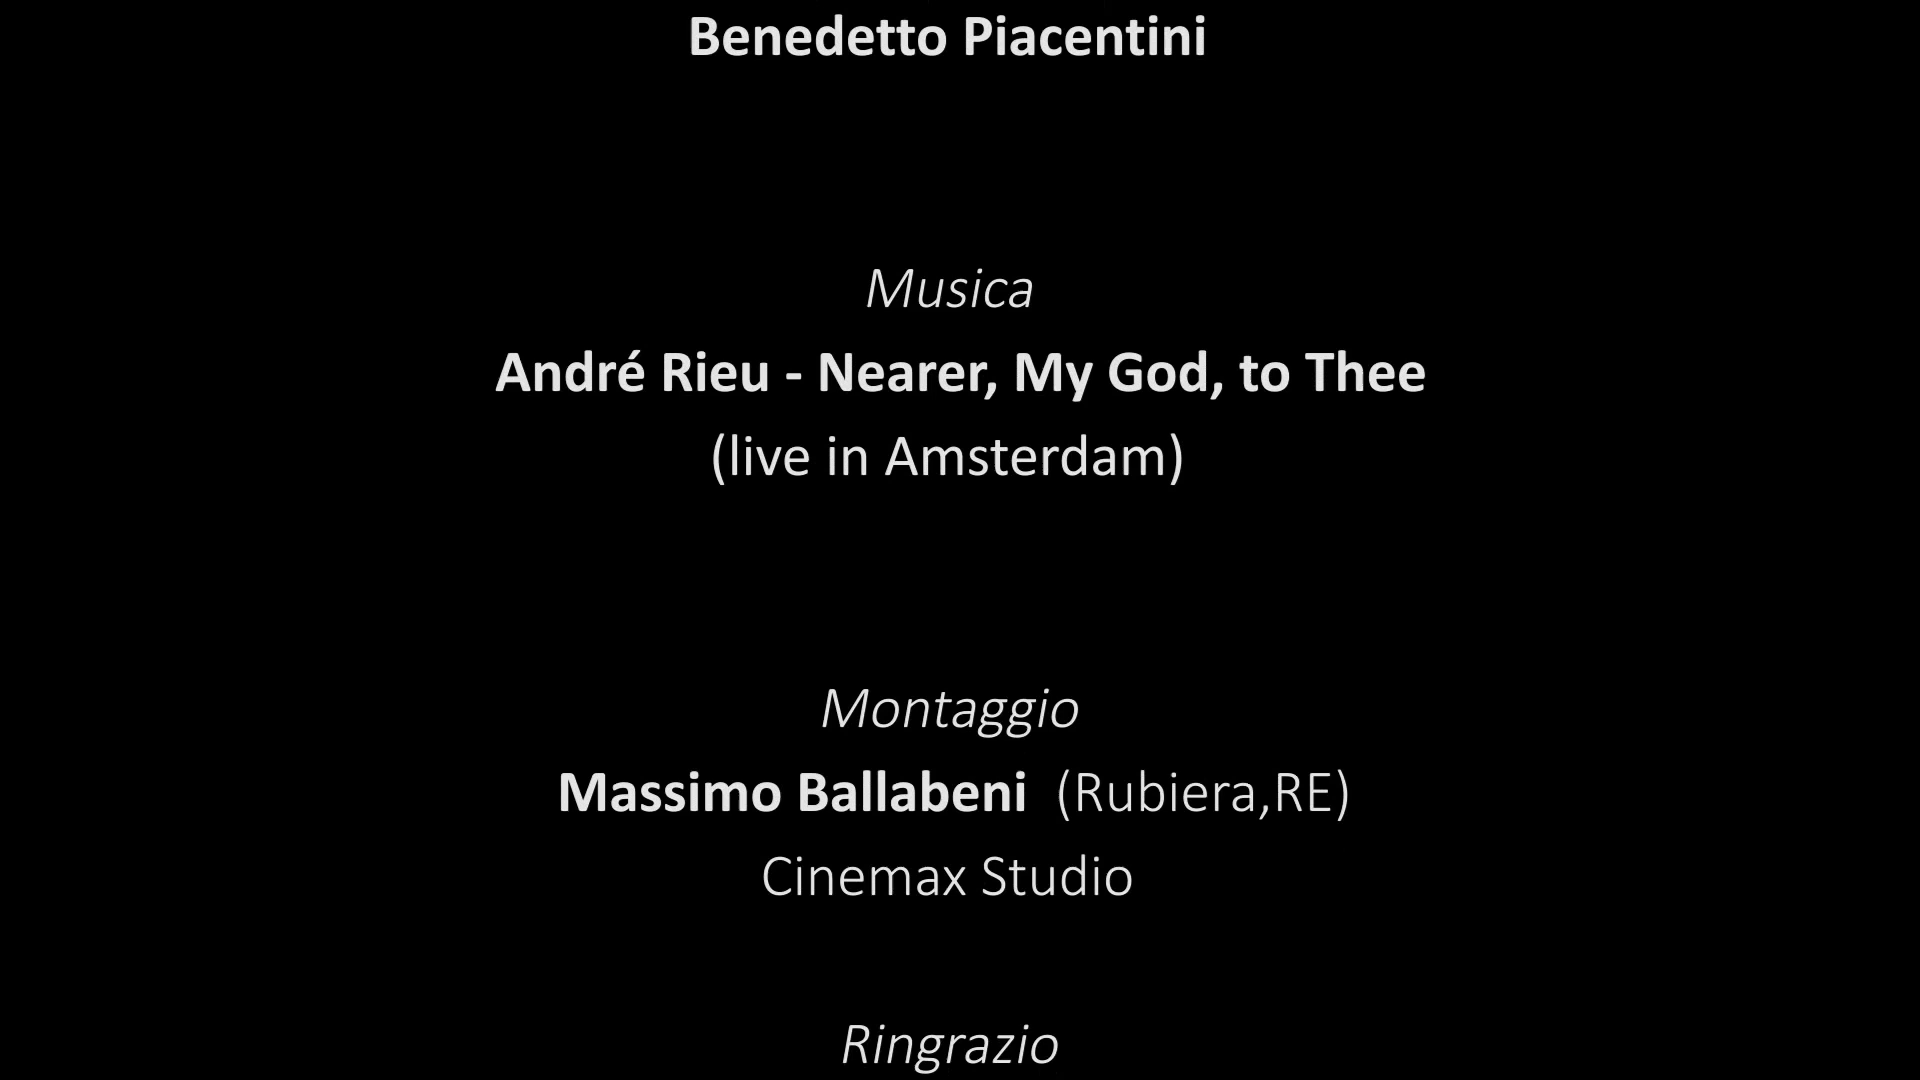 Benedetto Piacentini
Musica
André Rieu - Nearer, My God, to Thee
(live in Amsterdam)
Montaggio
Massimo Ballabeni (Rubiera,RE)
Cinemax Studio
Ringrazio